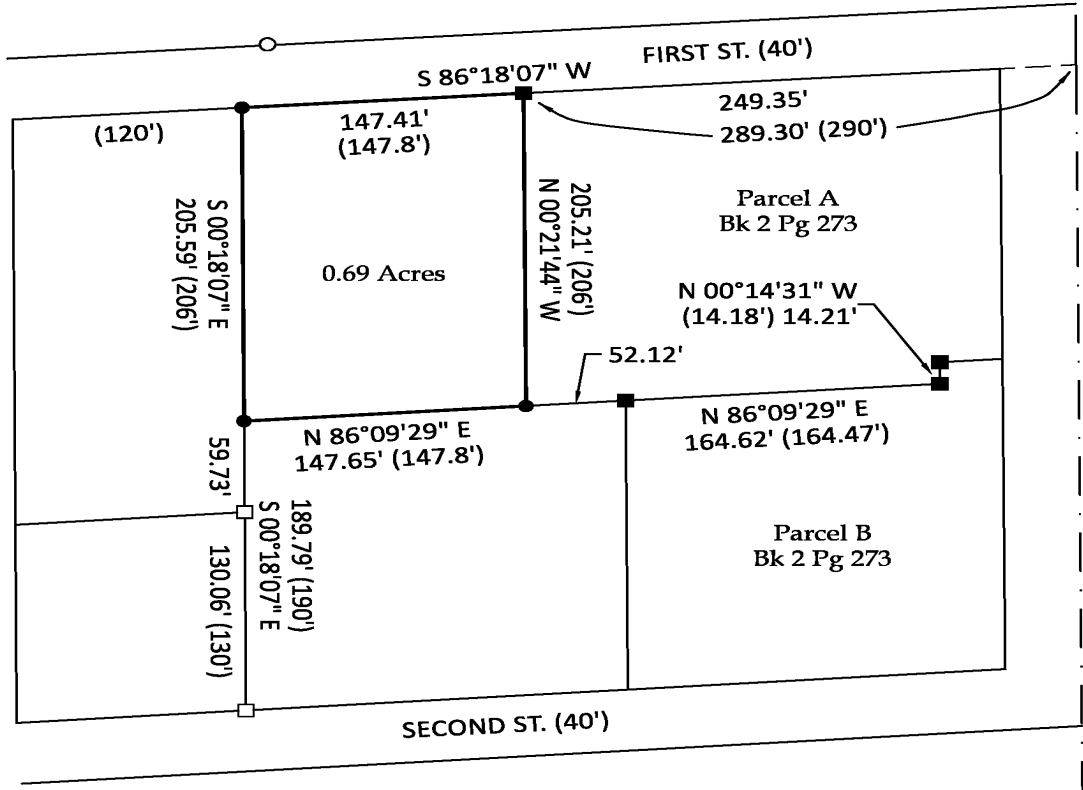 FIRST ST. (40')
S 86°18'07" W
249.35'
289.30' (290')
(120')
147.41'
(147.8')
S 00°18'07" E
205.59' (206')
0.69 Acres
205.21' (206')
N 00°21'44" W
Parcel A
Bk 2 Pg 273
N 00°14'31" W
(14.18') 14.21'
52.12'
N 86°09'29" E
147.65' (147.8')
N 86°09'29" E
164.62' (164.47')
59.73'
189.79' (190')
S 00°18'07" E
130.06' (130')
Parcel B
Bk 2 Pg 273
SECOND ST. (40')